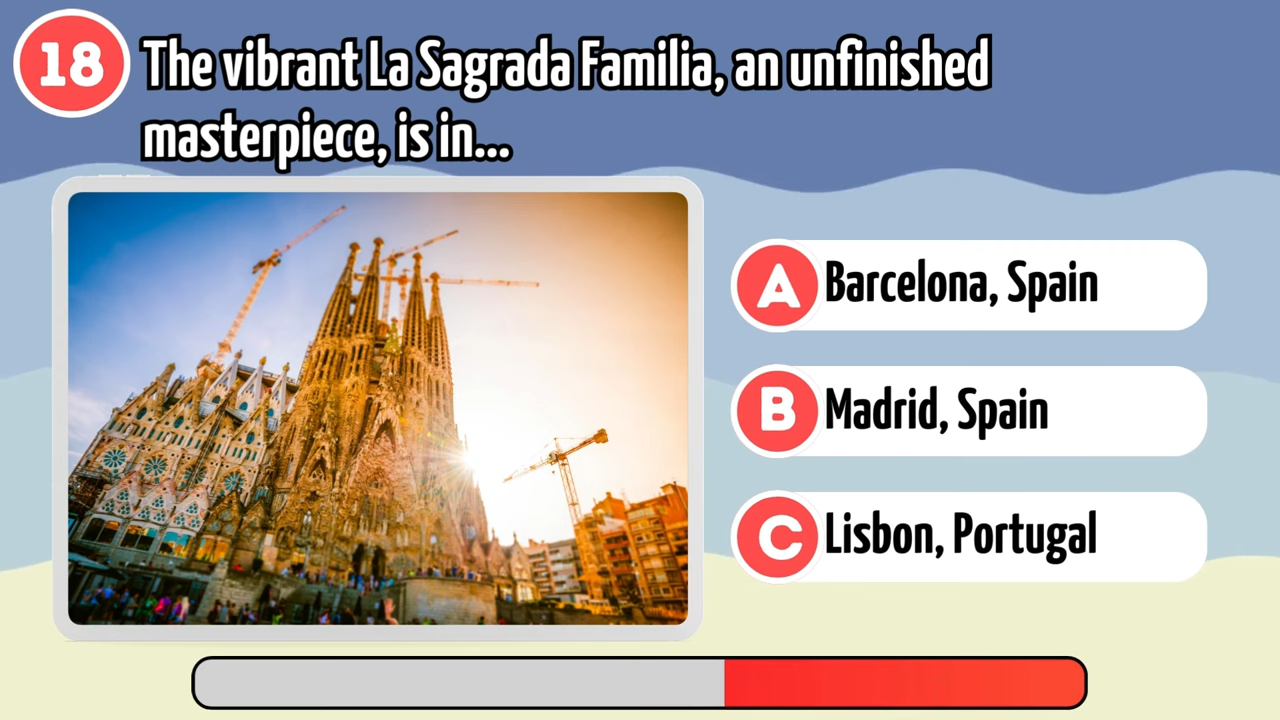 18
The vibrant La Sagrada Familia, an unfinished
masterpiece, is in...
A Barcelona, Spain
B Madrid, Spain
C Lisbon, Portugal